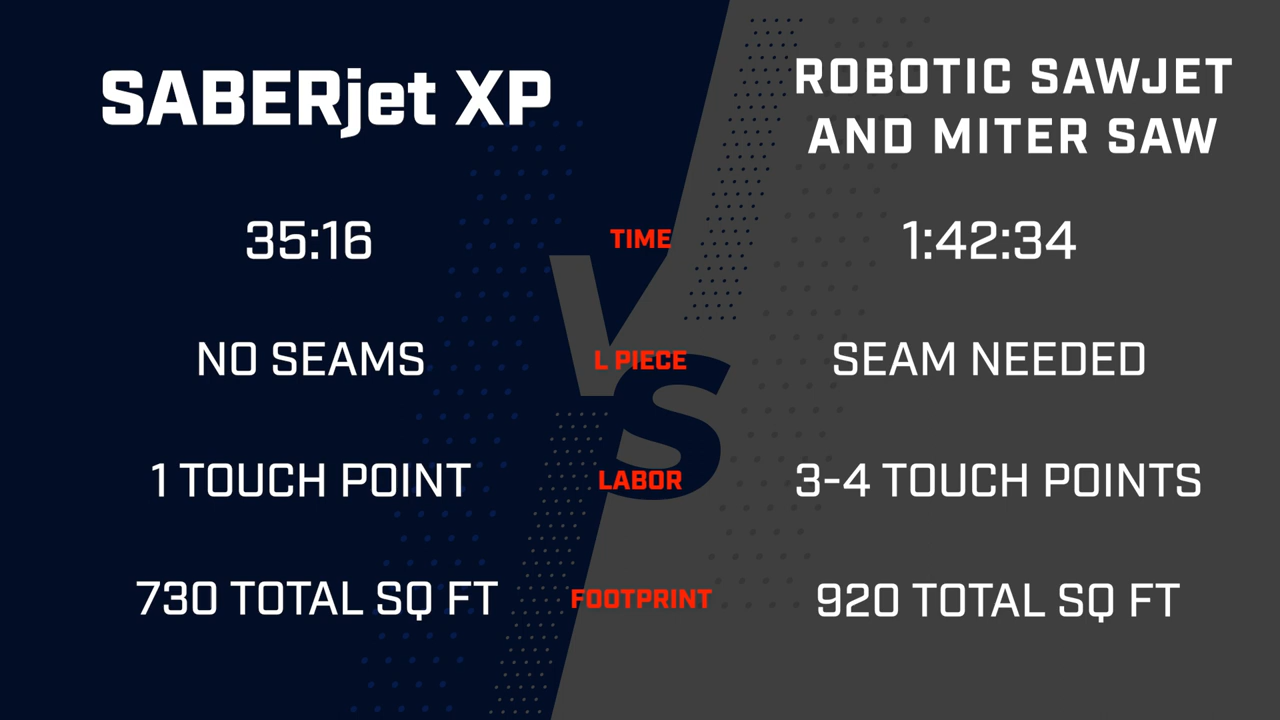 SABERjet XP
ROBOTIC SAWJET
AND MITER SAW
35:16
TIME
1:42:34
VS
NO SEAMS
L PIECE
SEAM NEEDED
1 TOUCH POINT
LABOR
3-4 TOUCH POINTS
730 TOTAL SQ FT
FOOTPRINT
920 TOTAL SQ FT